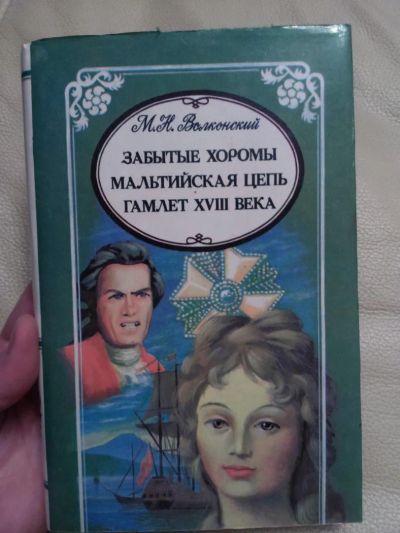 М.Н. Волконский
ЗАБЫТЫЕ ХОРОМЫ
МАЛЬТИЙСКАЯ ЦЕПЬ
ГАМЛЕТ XVIII ВЕКА